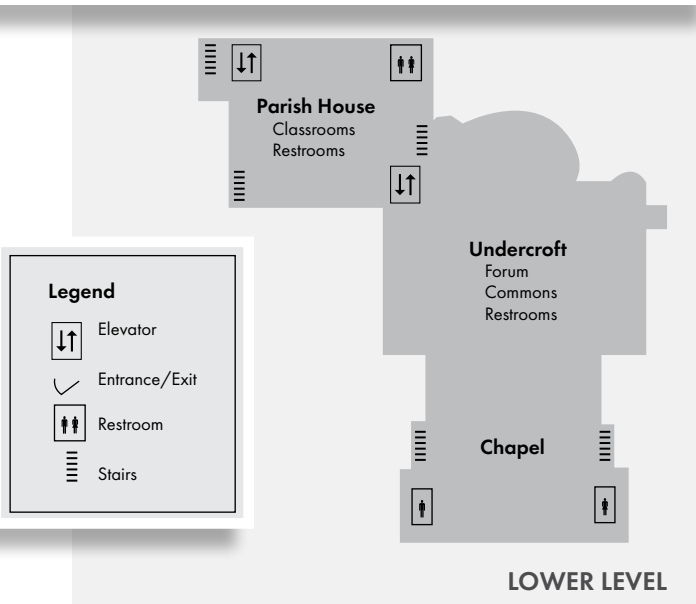 Parish House
Classrooms
Restrooms
Undercroft
Forum
Commons
Restrooms
Legend
Elevator
Entrance/Exit
Restroom
Stairs
Chapel
LOWER LEVEL